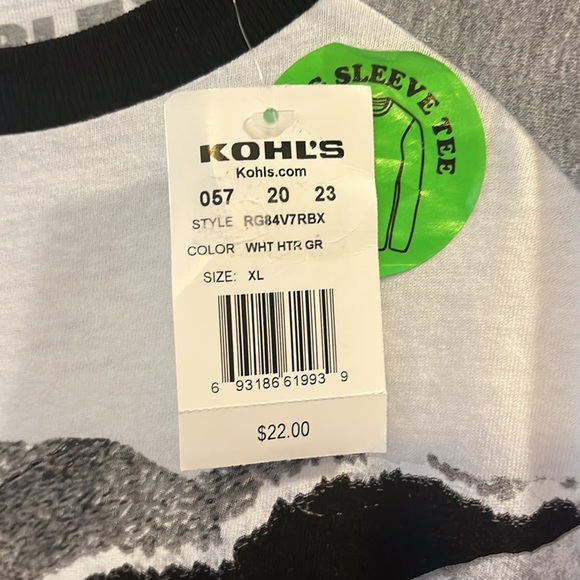 SLEEVE TEE
KOHL'S
Kohls.com
057 20 23
STYLE RG84V7RBX
COLOR WHT HTR GR
SIZE: XL
6 93186 61993 9
$22.00